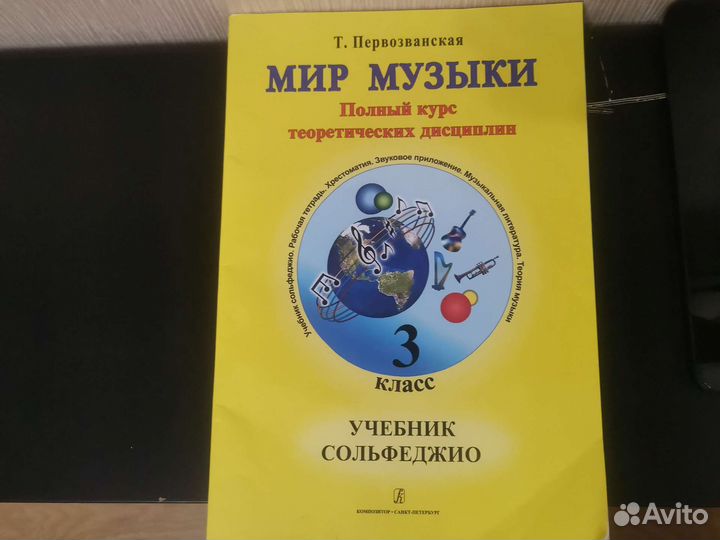 Т. Первозванская
МИР МУЗЫКИ
Полный курс
теоретических дисциплин
Учебник сольфеджио. Рабочая тетрадь. Хрестоматия. Звуковое приложение. Музыкальная литература. Теория музыки
3
класс
УЧЕБНИК
СОЛЬФЕДЖИО
КОМПОЗИТОР • САНКТ-ПЕТЕРБУРГ
Avito